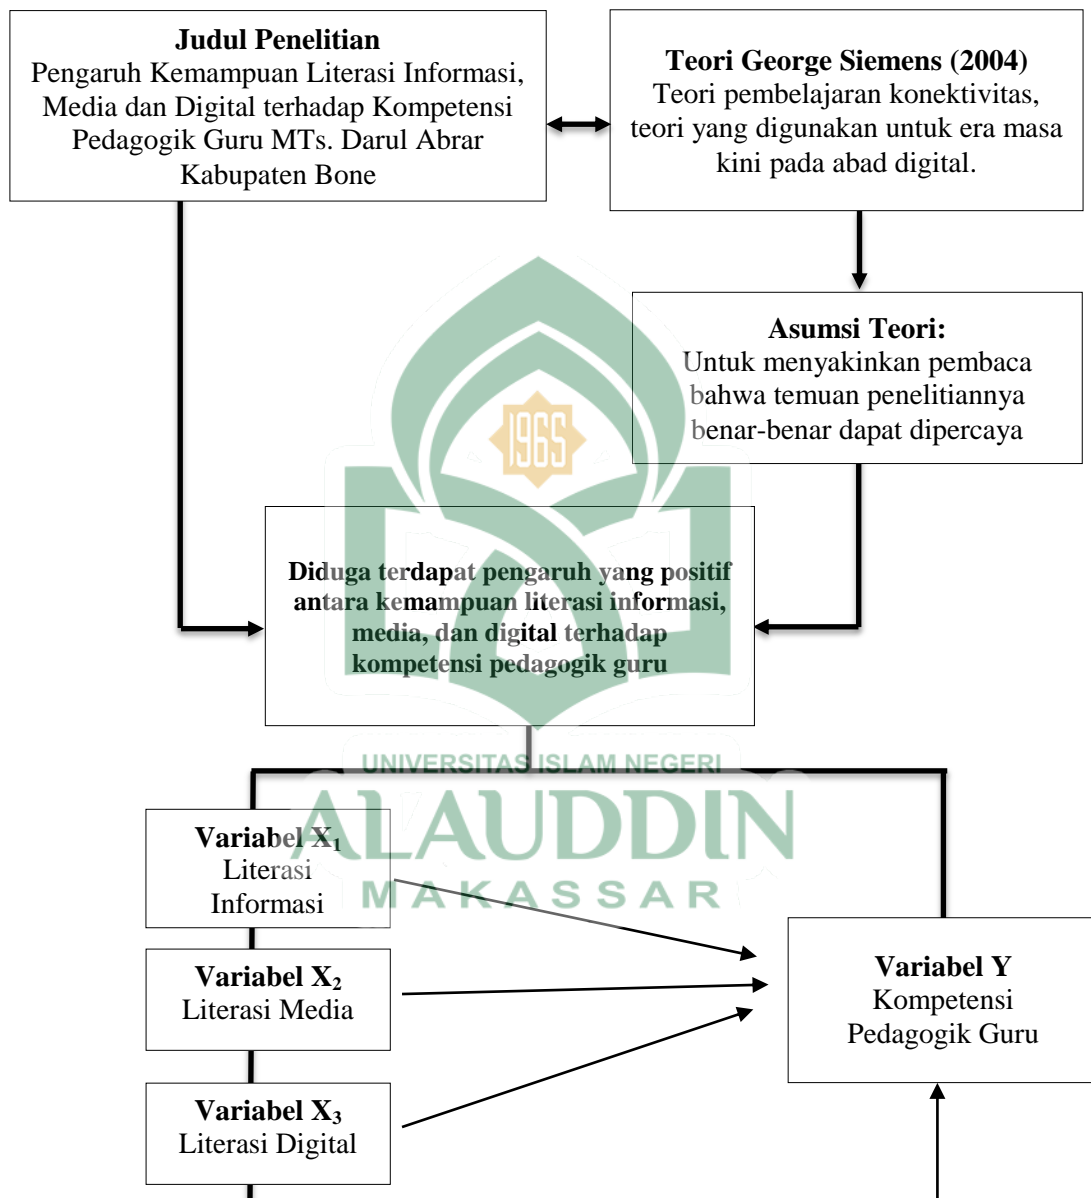 Judul Penelitian
Pengaruh Kemampuan Literasi Informasi,
Media dan Digital terhadap Kompetensi
Pedagogik Guru MTs. Darul Abrar
Kabupaten Bone
Teori George Siemens (2004)
Teori pembelajaran konektivitas,
teori yang digunakan untuk era masa
kini pada abad digital.
Asumsi Teori:
Untuk menyakinkan pembaca
bahwa temuan penelitiannya
benar-benar dapat dipercaya
1965
Diduga terdapat pengaruh yang positif
antara kemampuan literasi informasi,
media, dan digital terhadap
kompetensi pedagogik guru
UNIVERSITAS ISLAM NEGERI
ALAUDDIN
MAKASSAR
Variabel X₁
Literasi
Informasi
Variabel X₂
Literasi Media
Variabel X₃
Literasi Digital
Variabel Y
Kompetensi
Pedagogik Guru